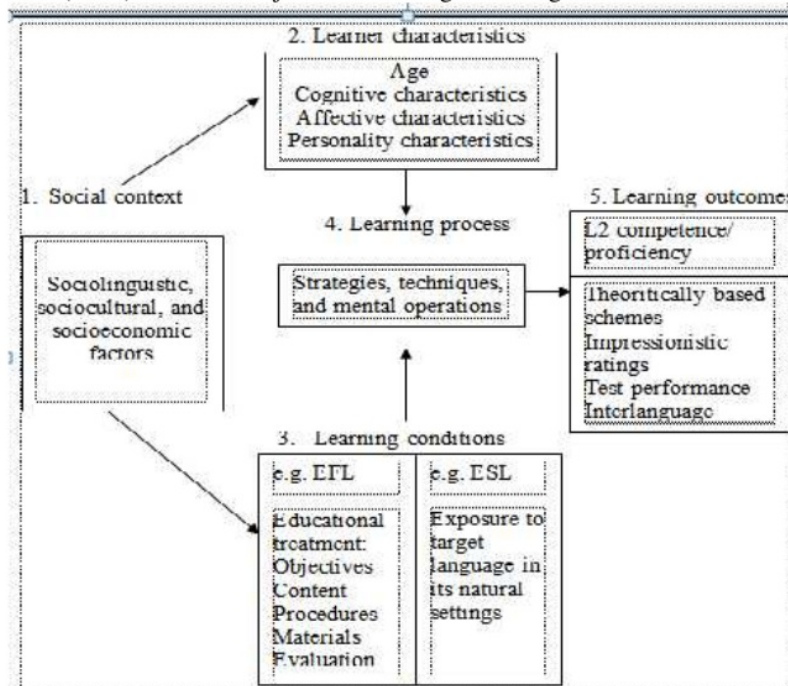 2. Learner characteristics
Age
Cognitive characteristics
Affective characteristics
Personality characteristics
1. Social context
Sociolinguistic,
sociocultural, and
socioeconomic
factors
4. Learning process
Strategies, techniques,
and mental operations
5. Learning outcomes
L2 competence/
proficiency
Theoritically based
schemes
Impressionistic
ratings
Test performance
Interlanguage
3. Learning conditions
e.g. EFL
Educational
treatment:
Objectives
Content
Procedures
Materials
Evaluation
e.g. ESL
Exposure to
target
language in
its natural
settings